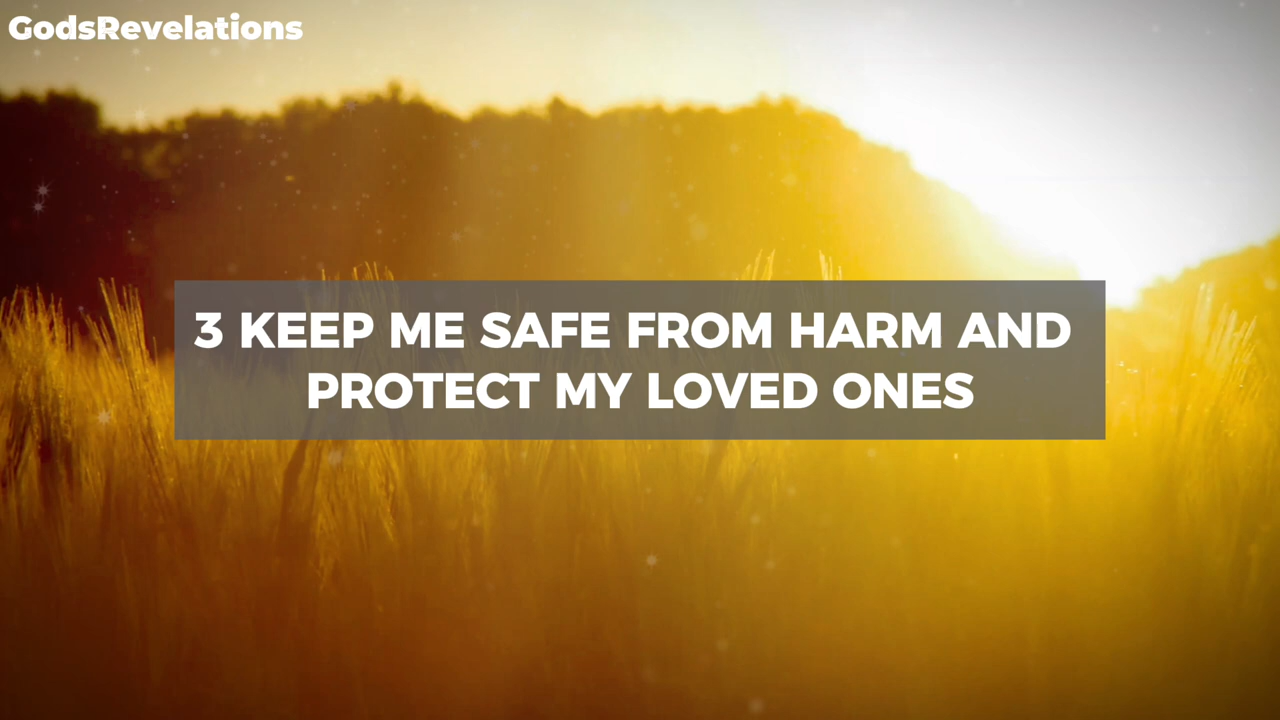 GodsRevelations
3 KEEP ME SAFE FROM HARM AND
PROTECT MY LOVED ONES